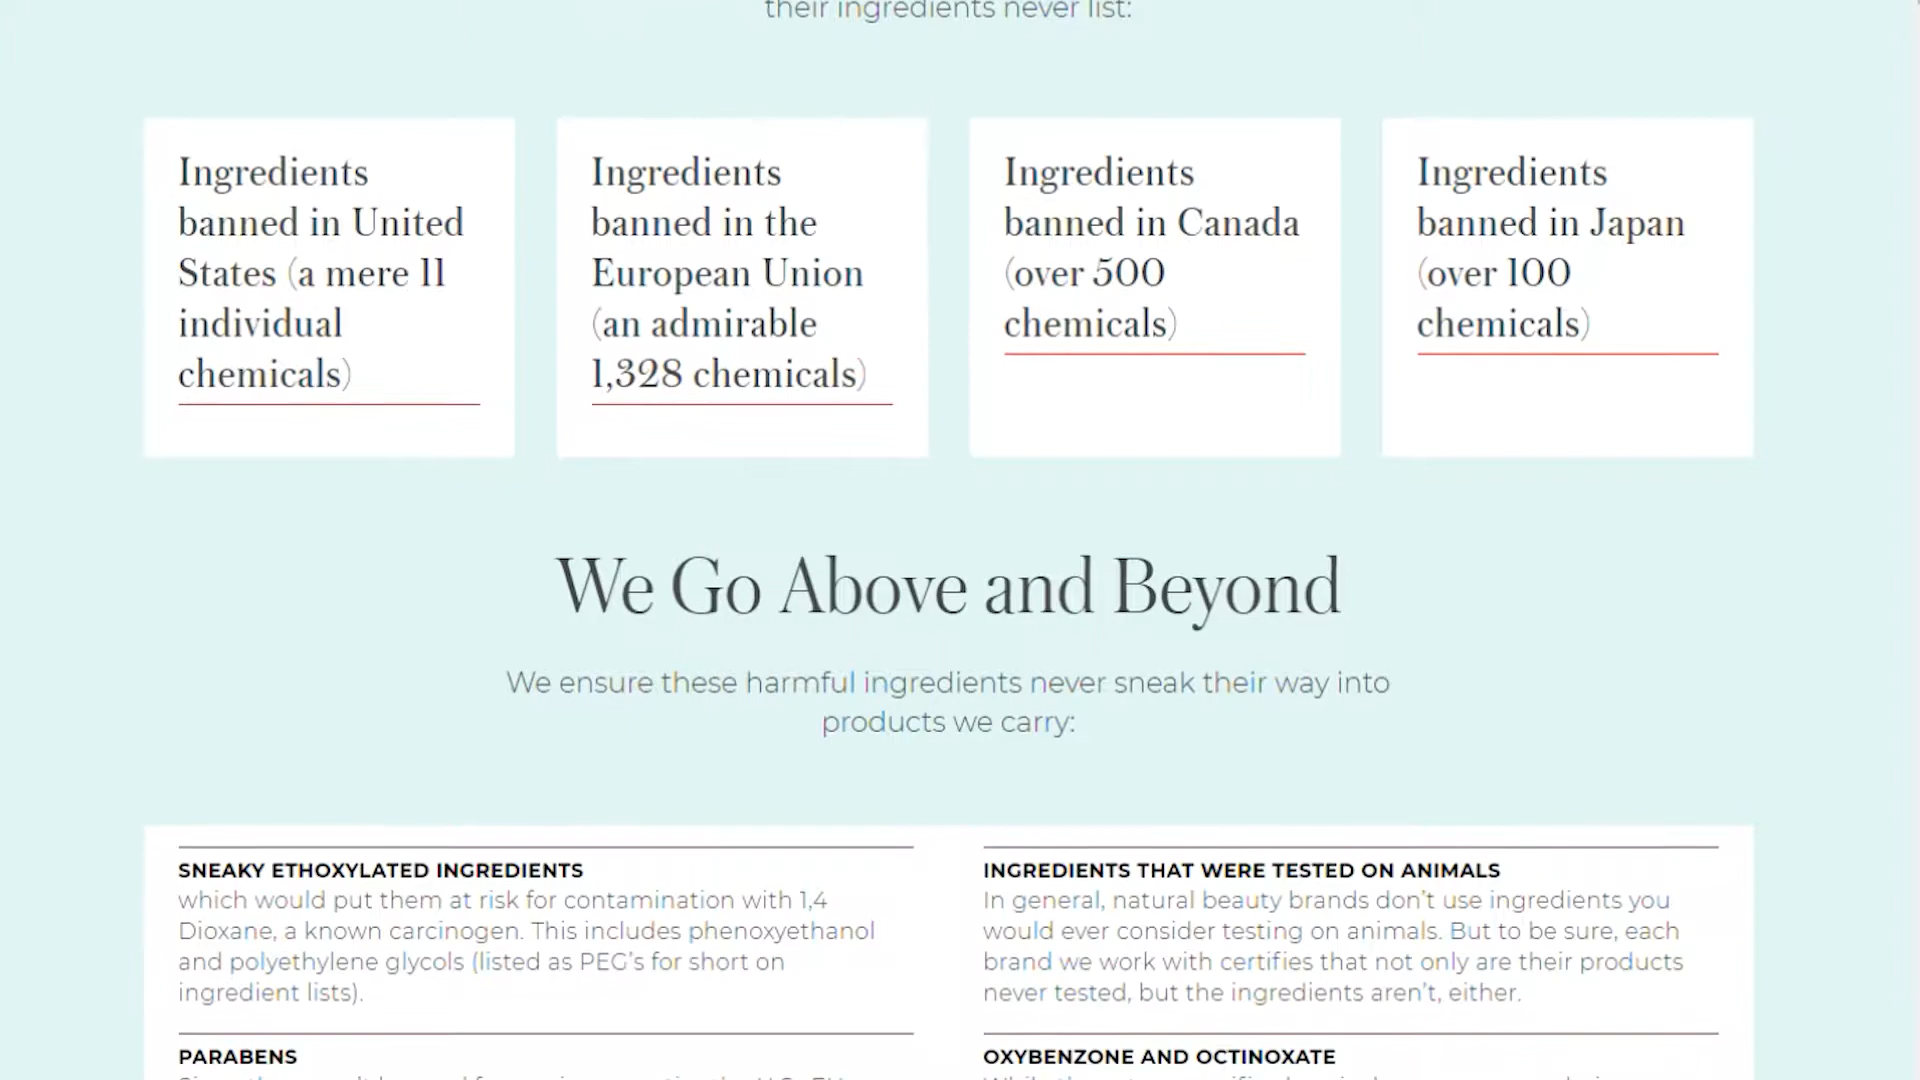 their ingredients never list:
Ingredients
banned in United
States (a mere 11
individual
chemicals)
Ingredients
banned in the
European Union
(an admirable
1,328 chemicals)
Ingredients
banned in Canada
(over 500
chemicals)
Ingredients
banned in Japan
(over 100
chemicals)
We Go Above and Beyond
We ensure these harmful ingredients never sneak their way into
products we carry:
SNEAKY ETHOXYLATED INGREDIENTS
which would put them at risk for contamination with 1,4
Dioxane, a known carcinogen. This includes phenoxyethanol
and polyethylene glycols (listed as PEG's for short on
ingredient lists).
INGREDIENTS THAT WERE TESTED ON ANIMALS
In general, natural beauty brands don't use ingredients you
would ever consider testing on animals. But to be sure, each
brand we work with certifies that not only are their products
never tested, but the ingredients aren't, either.
PARABENS
OXYBENZONE AND OCTINOXATE